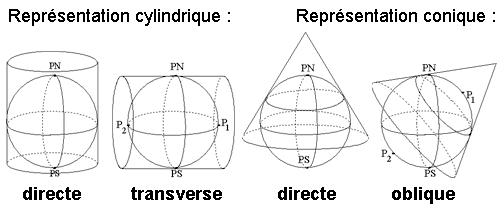 Représentation cylindrique :
Représentation conique :
PN
PN
PN
PN
P1
P2
P1
P2
PS
PS
PS
PS
directe
transverse
directe
oblique